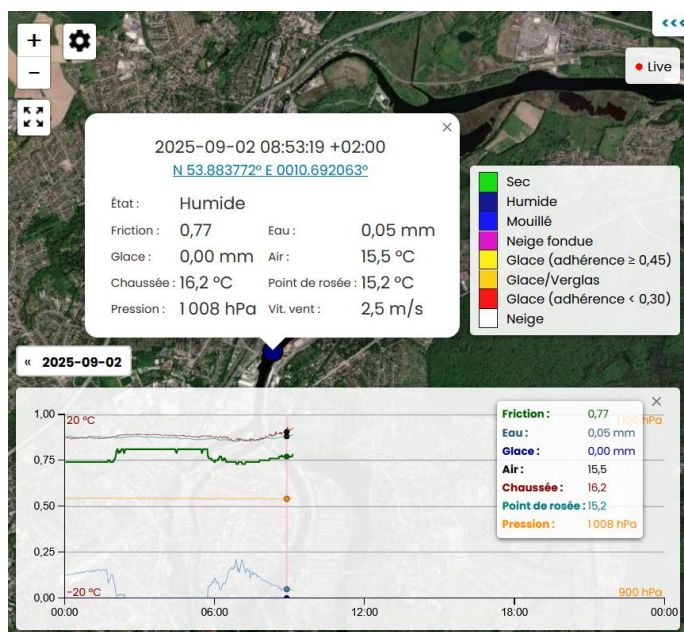 +
−
<<<
Live
×
2025-09-02 08:53:19 +02:00
N 53.883772° E 0010.692063°
État : Humide
Friction : 0,77 Eau : 0,05 mm
Glace : 0,00 mm Air : 15,5 °C
Chaussée : 16,2 °C Point de rosée : 15,2 °C
Pression : 1 008 hPa Vit. vent : 2,5 m/s
Sec
Humide
Mouillé
Neige fondue
Glace (adhérence ≥ 0,45)
Glace/Verglas
Glace (adhérence < 0,30)
Neige
« 2025-09-02
×
1,00 20 °C
0,75
0,50
0,25
0,00 -20 °C
00:00 06:00 12:00 18:00 00:00
Friction : 0,77
Eau : 0,05 mm
Glace : 0,00 mm
Air : 15,5
Chaussée : 16,2
Point de rosée : 15,2
Pression : 1 008 hPa
900 hPa